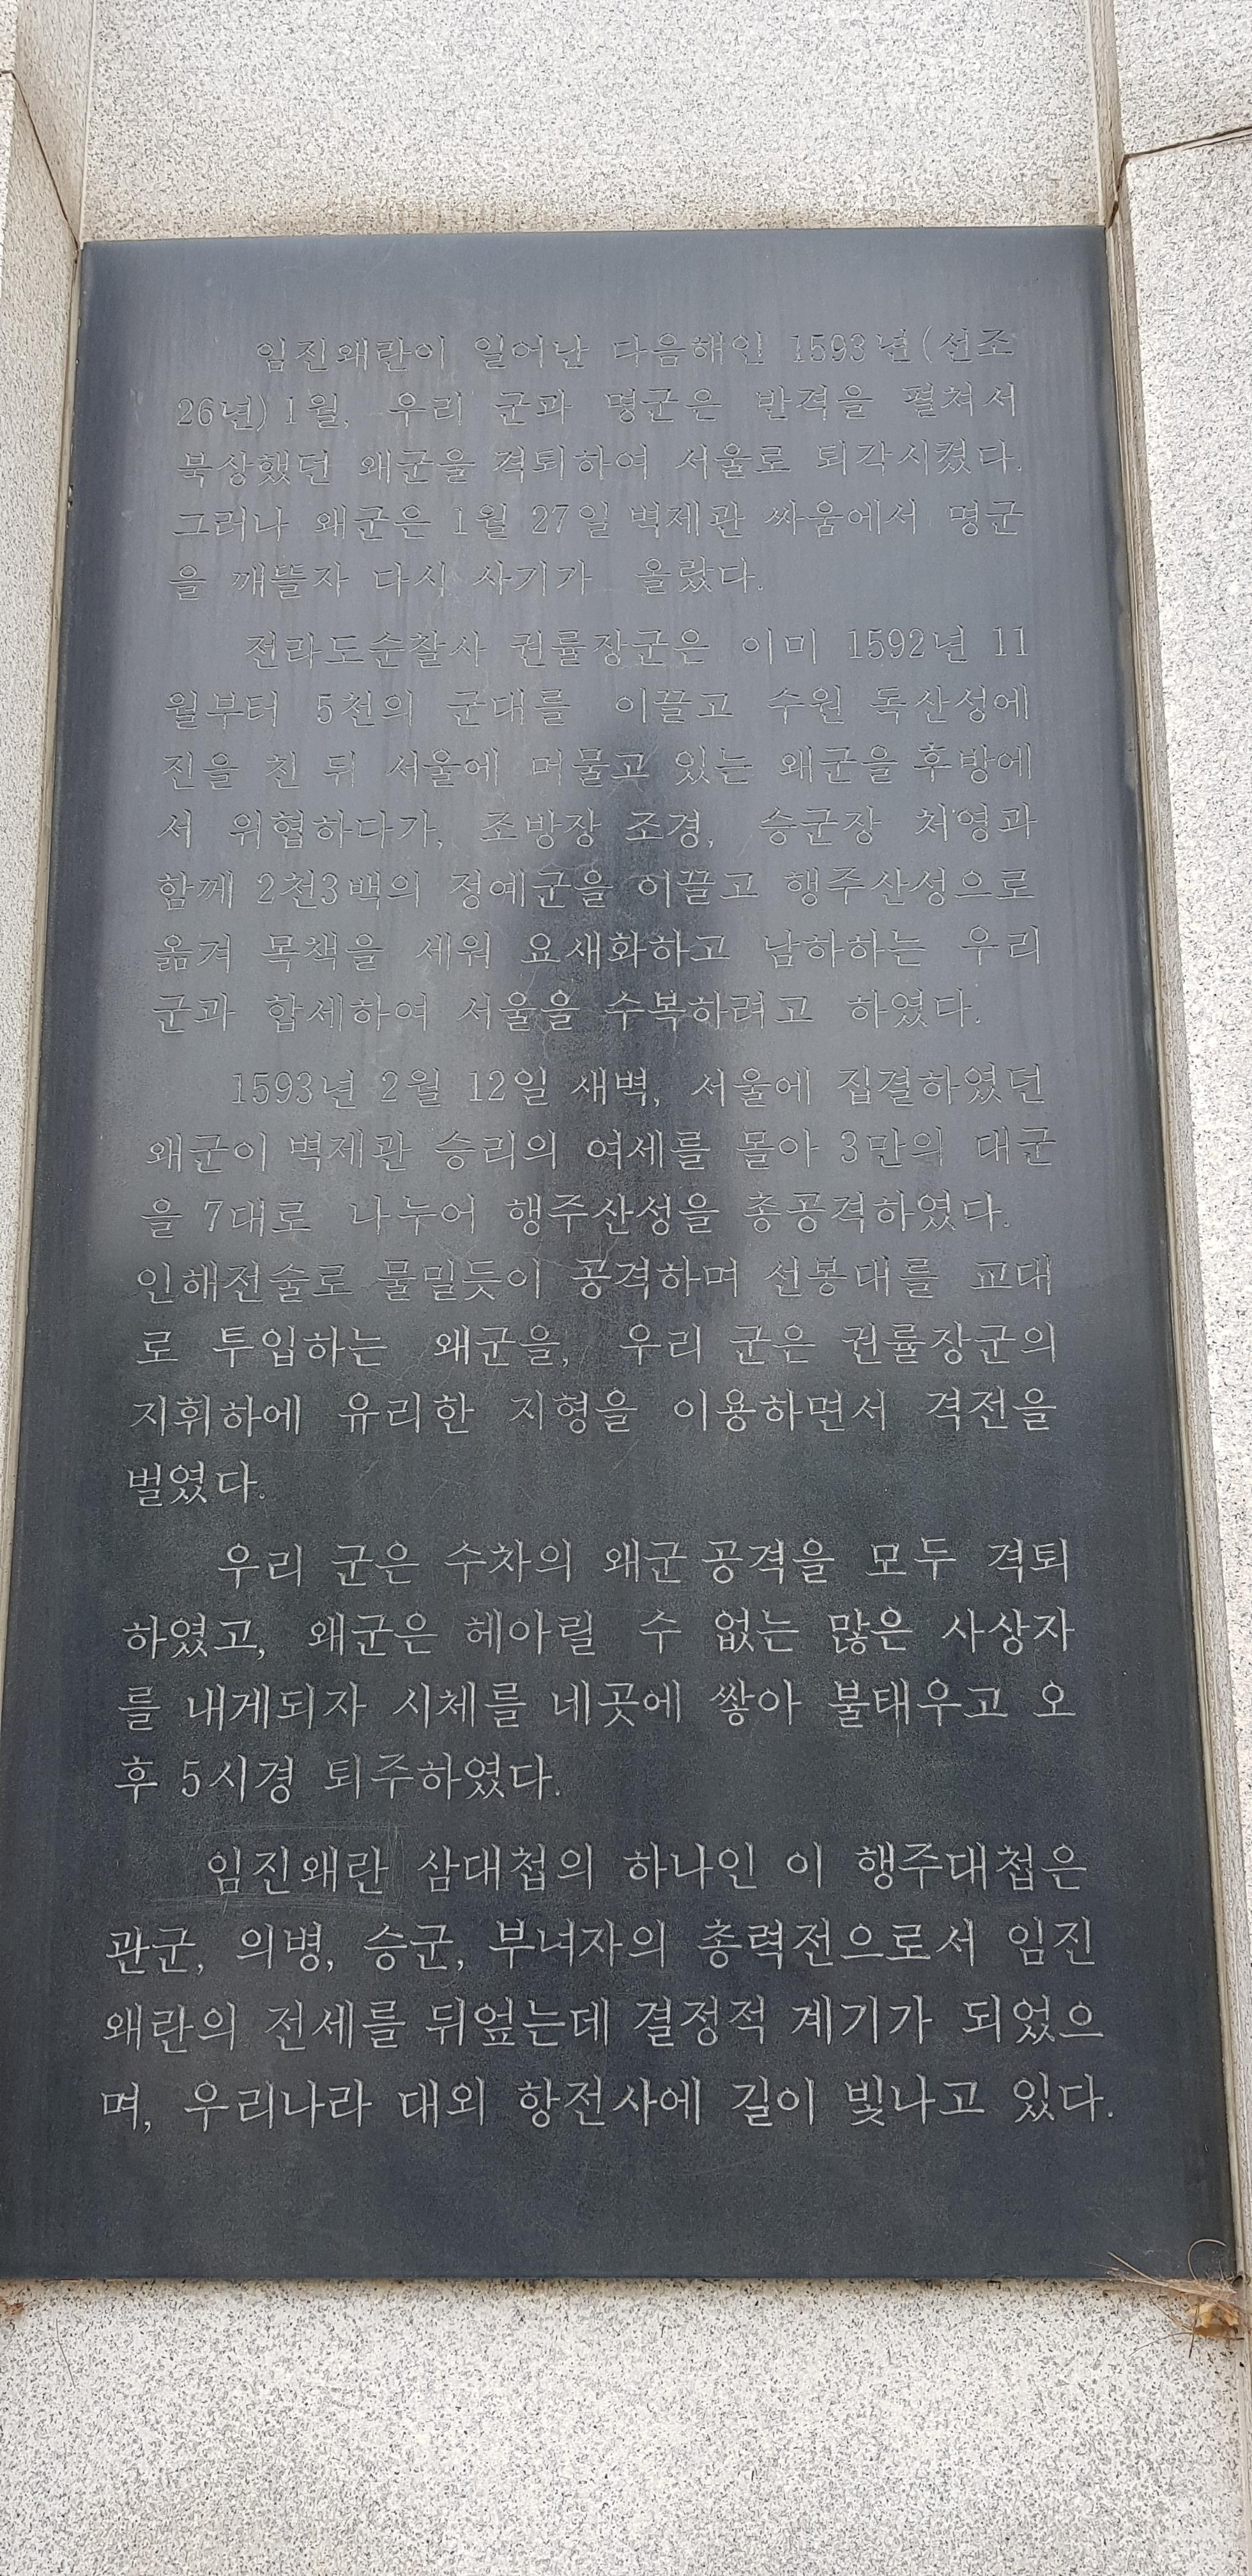 임진왜란이 일어난 다음해인 1593년(선조
26년)1월, 우리 군과 명군은 반격을 펼쳐서
북상했던 왜군을 격퇴하여 서울로 퇴각시켰다.
그러나 왜군은 1월 27일 벽제관 싸움에서 명군
을 깨뜰자 다시 사기가 올랐다.
전라도순찰사 권률장군은 이미 1592년 11
월부터 5천의 군대를 이끌고 수원 독산성에
진을 친 뒤 서울에 머물고 있는 왜군을 후방에
서 위협하다가, 조방장 조경, 승군장 처영과
함께 2천3백의 정예군을 이끌고 행주산성으로
옮겨 목책을 세워 요새화하고 남하하는 우리
군과 합세하여 서울을 수복하려고 하였다.
1593년 2월 12일 새벽, 서울에 집결하였던
왜군이 벽제관 승리의 여세를 몰아 3만의 대군
을 7대로 나누어 행주산성을 총공격하였다.
인해전술로 물밀듯이 공격하며 선봉대를 교대
로 투입하는 왜군을, 우리 군은 권률장군의
지휘하에 유리한 지형을 이용하면서 격전을
벌였다.
우리 군은 수차의 왜군 공격을 모두 격퇴
하였고, 왜군은 헤아릴 수 없는 많은 사상자
를 내게되자 시체를 네곳에 쌓아 불태우고 오
후 5시경 퇴주하였다.
임진왜란 삼대첩의 하나인 이 행주대첩은
관군, 의병, 승군, 부녀자의 총력전으로서 임진
왜란의 전세를 뒤엎는데 결정적 계기가 되었으
며, 우리나라 대외 항전사에 길이 빛나고 있다.